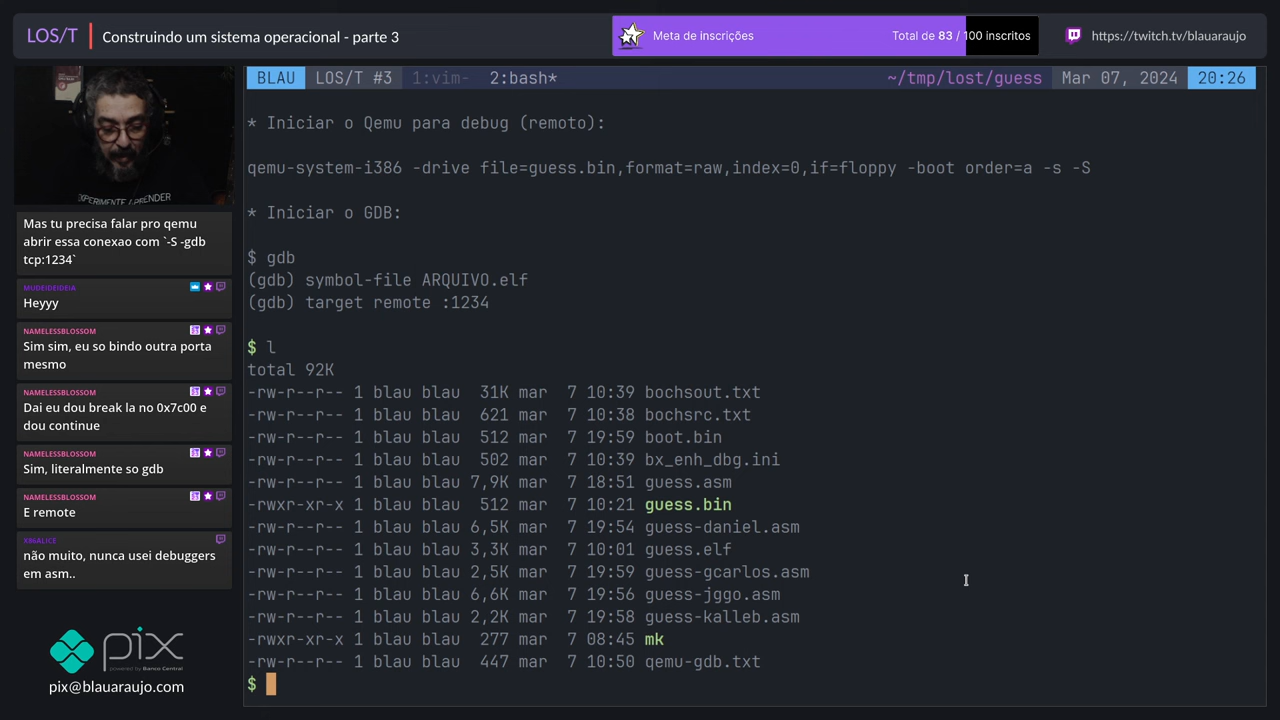 LOS/T
Construindo um sistema operacional - parte 3
Meta de inscrições
Total de 83 / 100 inscritos
https://twitch.tv/blauaraujo
EXPERIMENTE APRENDER
Mas tu precisa falar pro qemu
abrir essa conexao com `-S -gdb
tcp:1234`
MUDEIDEIDEIA
Heyyy
NAMELESSBLOSSOM
Sim sim, eu so bindo outra porta
mesmo
NAMELESSBLOSSOM
Dai eu dou break la no 0x7c00 e
dou continue
NAMELESSBLOSSOM
Sim, literalmente so gdb
NAMELESSBLOSSOM
E remote
X86ALICE
não muito, nunca usei debuggers
em asm..
pix
powered by Banco Central
pix@blauaraujo.com
BLAU LOS/T #3 1:vim- 2:bash* ~/tmp/lost/guess Mar 07, 2024 20:26
* Iniciar o Qemu para debug (remoto):
qemu-system-i386 -drive file=guess.bin,format=raw,index=0,if=floppy -boot order=a -s -S
* Iniciar o GDB:
$ gdb
(gdb) symbol-file ARQUIVO.elf
(gdb) target remote :1234
$ l
total 92K
-rw-r--r-- 1 blau blau  31K mar  7 10:39 bochsout.txt
-rw-r--r-- 1 blau blau  621 mar  7 10:38 bochsrc.txt
-rw-r--r-- 1 blau blau  512 mar  7 19:59 boot.bin
-rw-r--r-- 1 blau blau  502 mar  7 10:39 bx_enh_dbg.ini
-rw-r--r-- 1 blau blau 7,9K mar  7 18:51 guess.asm
-rwxr-xr-x 1 blau blau  512 mar  7 10:21 guess.bin
-rw-r--r-- 1 blau blau 6,5K mar  7 19:54 guess-daniel.asm
-rw-r--r-- 1 blau blau 3,3K mar  7 10:01 guess.elf
-rw-r--r-- 1 blau blau 2,5K mar  7 19:59 guess-gcarlos.asm
-rw-r--r-- 1 blau blau 6,6K mar  7 19:56 guess-jggo.asm
-rw-r--r-- 1 blau blau 2,2K mar  7 19:58 guess-kalleb.asm
-rwxr-xr-x 1 blau blau  277 mar  7 08:45 mk
-rw-r--r-- 1 blau blau  447 mar  7 10:50 qemu-gdb.txt
$